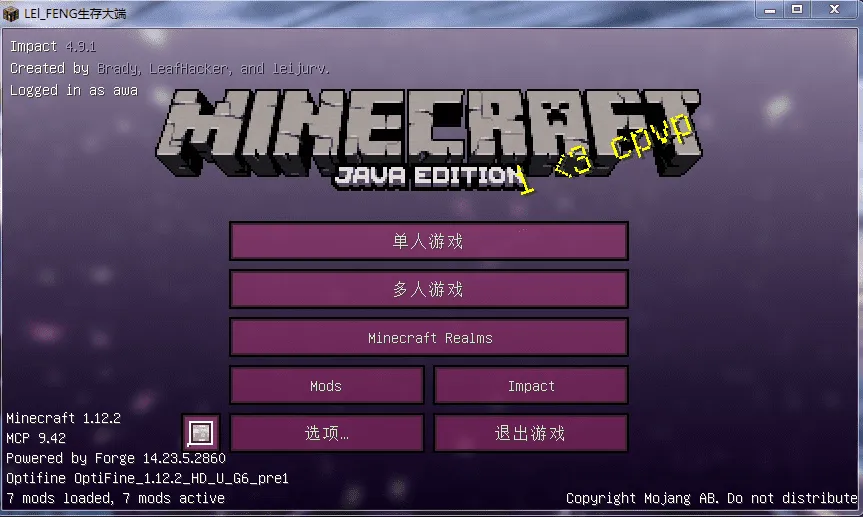 LEl_FENG生存大端
Impact 4.9.1
Created by Brady, LeafHacker, and leijurv.
Logged in as awa
MINECRAFT
JAVA EDITION
1 <3 cpvp
单人游戏
多人游戏
Minecraft Realms
Mods
Impact
选项…
退出游戏
Minecraft 1.12.2
MCP 9.42
Powered by Forge 14.23.5.2860
Optifine OptiFine_1.12.2_HD_U_G6_pre1
7 mods loaded, 7 mods active
Copyright Mojang AB. Do not distribute